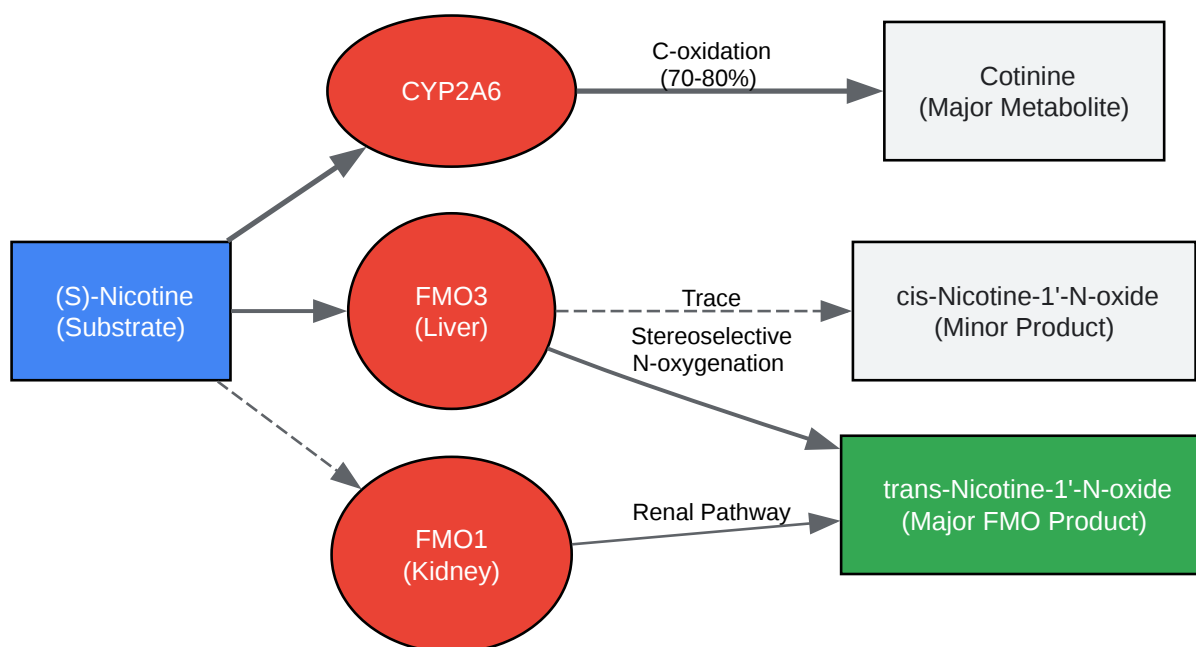 CYP2A6
C-oxidation
(70-80%)
Cotinine
(Major Metabolite)
(S)-Nicotine
(Substrate)
FMO3
(Liver)
Trace
Stereoselective
N-oxygenation
cis-Nicotine-1'-N-oxide
(Minor Product)
FMO1
(Kidney)
Renal Pathway
trans-Nicotine-1'-N-oxide
(Major FMO Product)